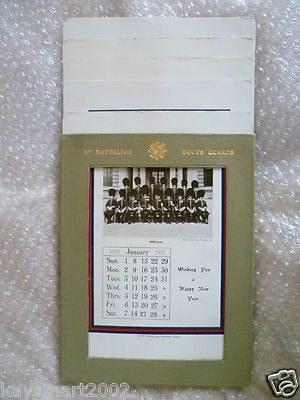 1ST BATTALION SCOTS GUARDS
Officers
January
Sun. 1 8 15 22 29
Mon. 2 9 16 23 30
Tues. 3 10 17 24 31
Wed. 4 11 18 25
Thrs. 5 12 19 26
Fri. 6 13 20 27
Sat. 7 14 21 28
Wishing You
Happy New
Year
kaysmart2002